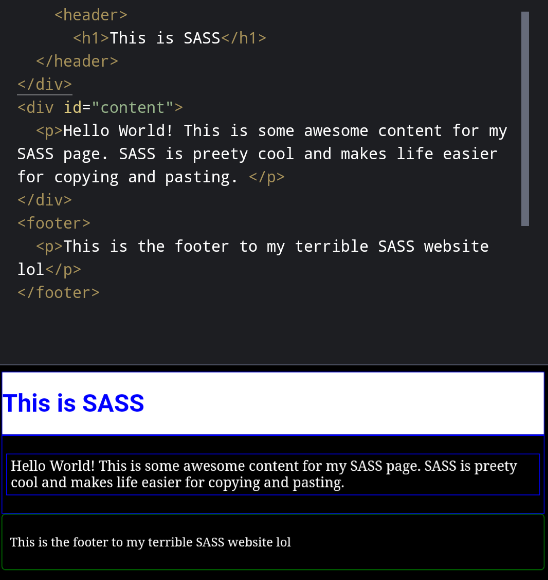 <header>
<h1>This is SASS</h1>
</header>
</div>
<div id="content">
<p>Hello World! This is some awesome content for my
SASS page. SASS is preety cool and makes life easier
for copying and pasting. </p>
</div>
<footer>
<p>This is the footer to my terrible SASS website
lol</p>
</footer>
This is SASS
Hello World! This is some awesome content for my SASS page. SASS is preety
cool and makes life easier for copying and pasting.
This is the footer to my terrible SASS website lol